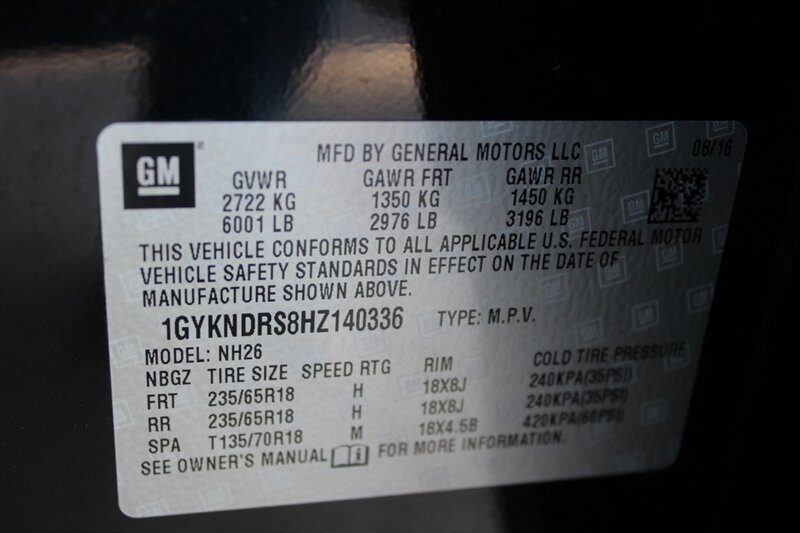 GM
MFD BY GENERAL MOTORS LLC 08/16
GVWR GAWR FRT GAWR RR
2722 KG 1350 KG 1450 KG
6001 LB 2976 LB 3196 LB
THIS VEHICLE CONFORMS TO ALL APPLICABLE U.S. FEDERAL MOTOR
VEHICLE SAFETY STANDARDS IN EFFECT ON THE DATE OF
MANUFACTURE SHOWN ABOVE.
1GYKNDRS8HZ140336 TYPE: M.P.V.
MODEL: NH26
NBGZ TIRE SIZE SPEED RTG RIM COLD TIRE PRESSURE
FRT 235/65R18 H 18X8J 240KPA(35PSI)
RR 235/65R18 H 18X8J 240KPA(35PSI)
SPA T135/70R18 M 18X4.5B 420KPA(60PSI)
SEE OWNER'S MANUAL i FOR MORE INFORMATION.